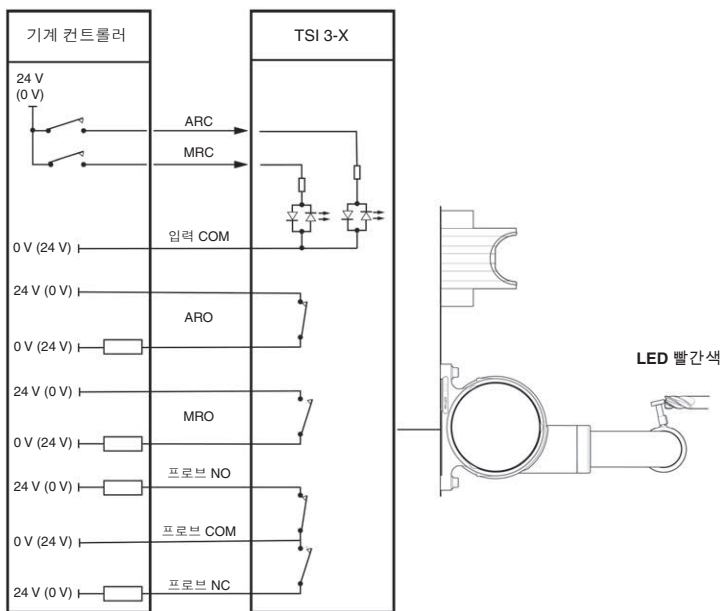 기계 컨트롤러
TSI 3-X
24 V
(0 V)
ARC
MRC
입력 COM
0 V (24 V)
24 V (0 V)
ARO
0 V (24 V)
LED 빨간색
24 V (0 V)
MRO
0 V (24 V)
프로브 NO
24 V (0 V)
프로브 COM
0 V (24 V)
프로브 NC
24 V (0 V)